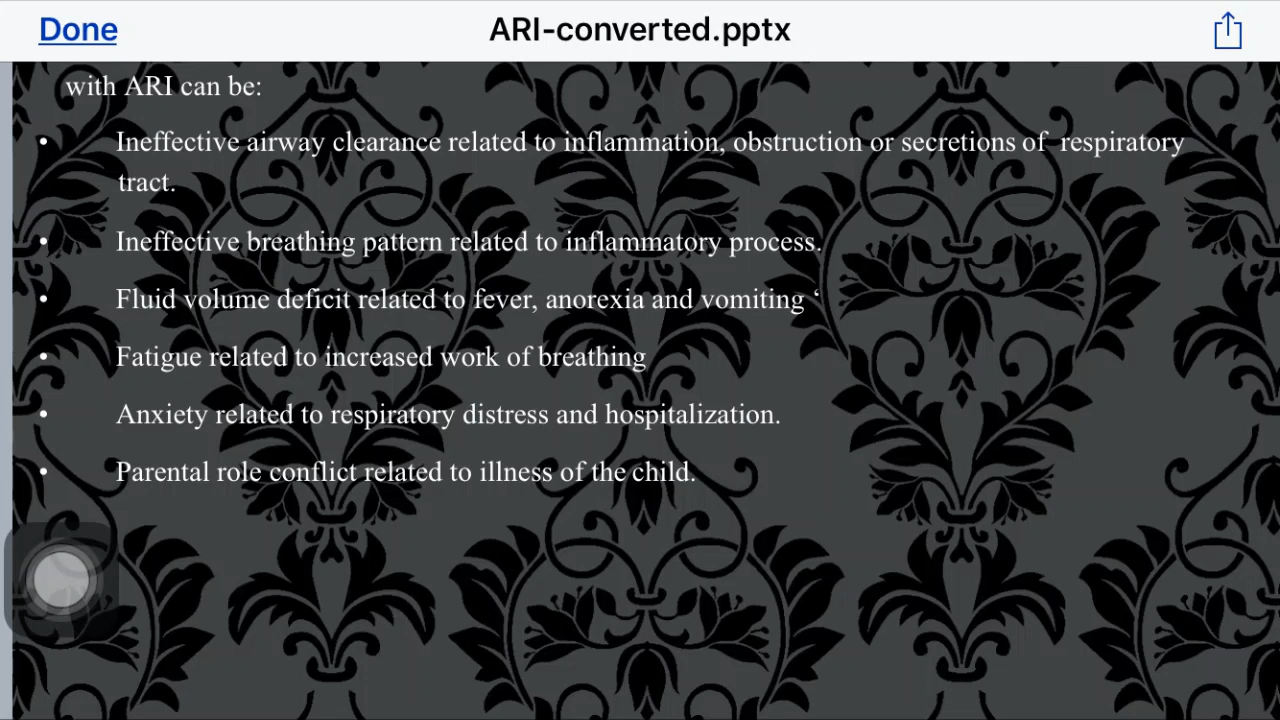 Done
ARI-converted.pptx
with ARI can be:
• Ineffective airway clearance related to inflammation, obstruction or secretions of respiratory
tract.
• Ineffective breathing pattern related to inflammatory process.
• Fluid volume deficit related to fever, anorexia and vomiting ‘
• Fatigue related to increased work of breathing
• Anxiety related to respiratory distress and hospitalization.
• Parental role conflict related to illness of the child.